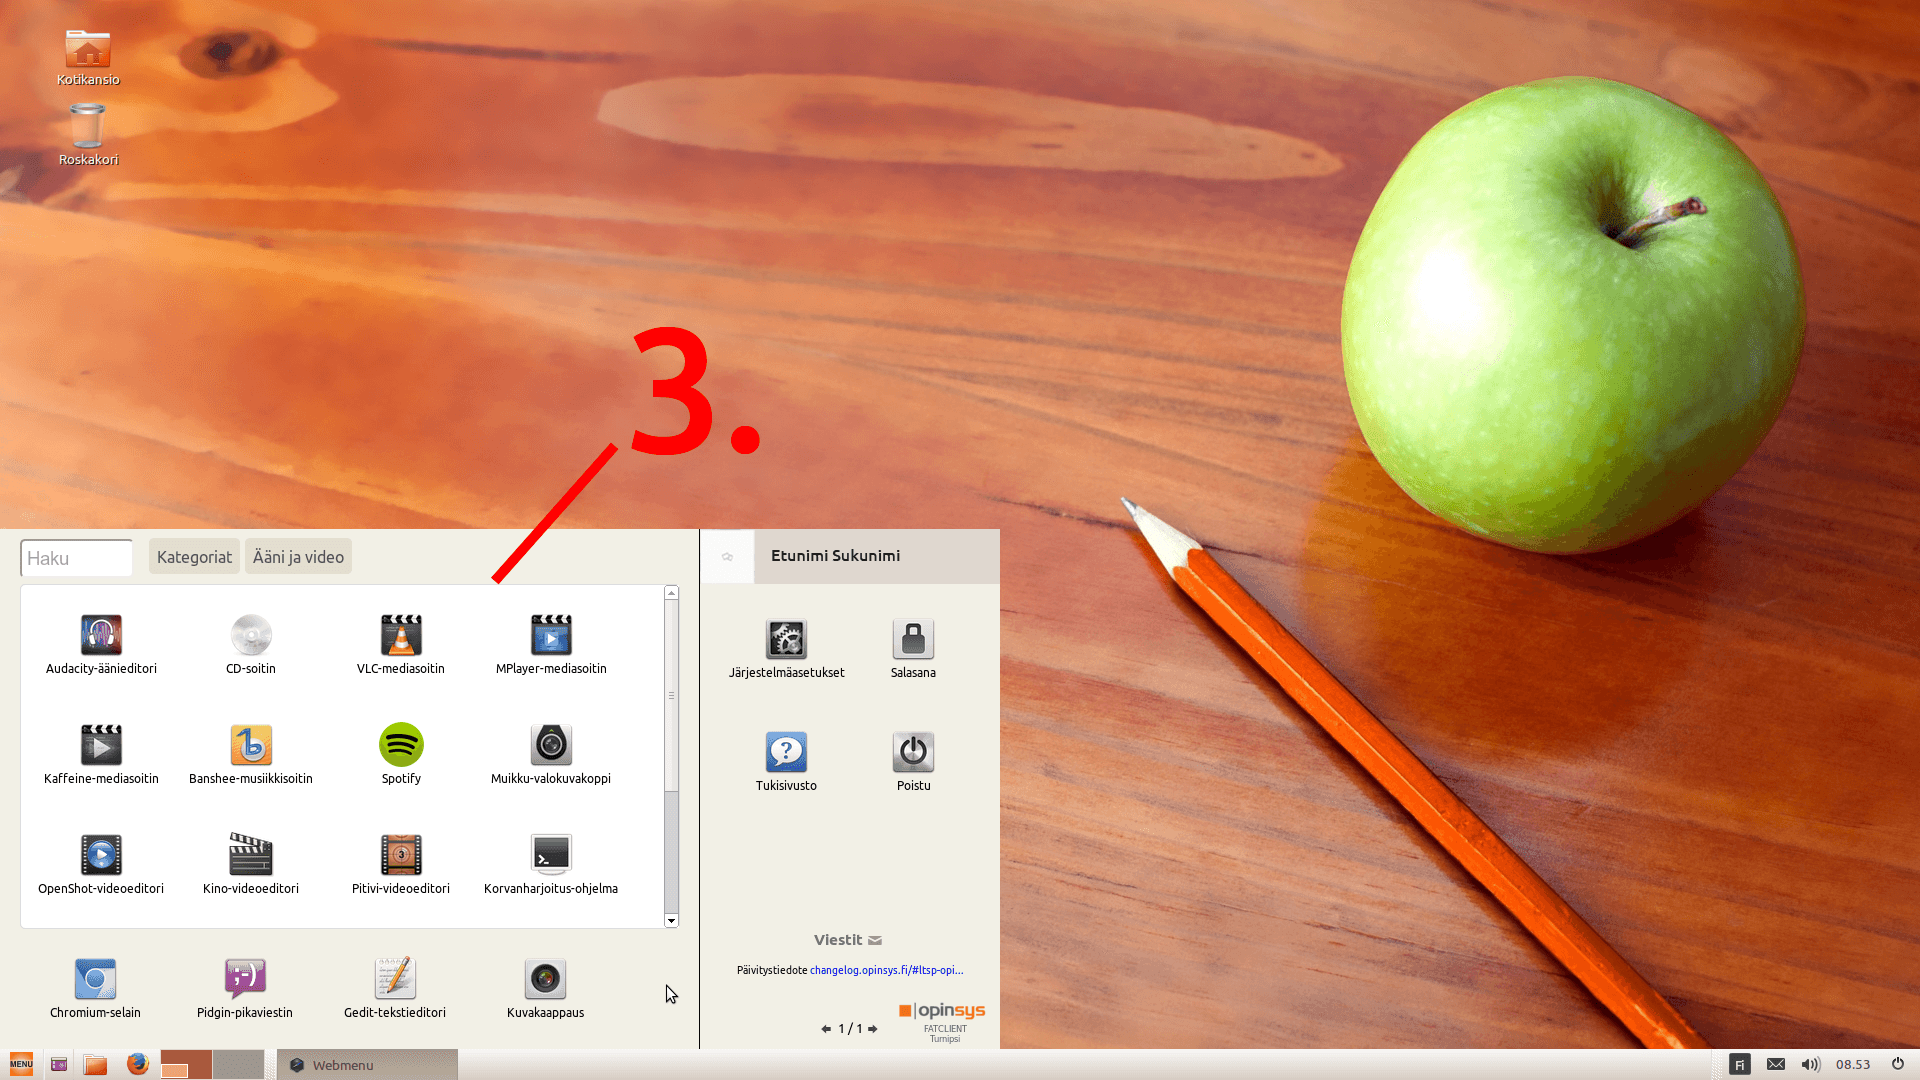 Kotikansio
Roskakori
3.
Haku
Kategoriat
Ääni ja video
Audacity-äänieditori
CD-soitin
VLC-mediasoitin
MPlayer-mediasoitin
Kaffeine-mediasoitin
Banshee-musiikkisoitin
Spotify
Muikku-valokuvakoppi
OpenShot-videoeditori
Kino-videoeditori
Pitivi-videoeditori
Korvanharjoitus-ohjelma
Chromium-selain
Pidgin-pikaviestin
Gedit-tekstieditori
Kuvakaappaus
Etunimi Sukunimi
Järjestelmäasetukset
Salasana
Tukisivusto
Poistu
Viestit
Päivitystiedote changelog.opinsys.fi/#ltsp-opi...
opinsys
1 / 1
FATCLIENT
Turnipsi
MENU
Webmenu
Fi
08.53